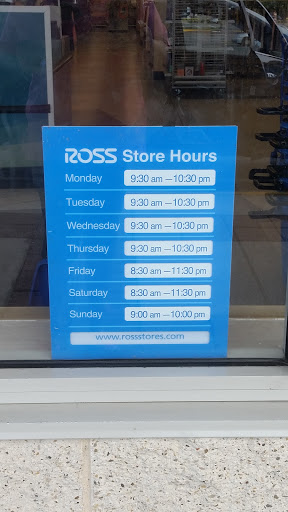 ROSS Store Hours
Monday 9:30 am — 10:30 pm
Tuesday 9:30 am — 10:30 pm
Wednesday 9:30 am — 10:30 pm
Thursday 9:30 am — 10:30 pm
Friday 8:30 am — 11:30 pm
Saturday 8:30 am — 11:30 pm
Sunday 9:00 am — 10:00 pm
www.rossstores.com